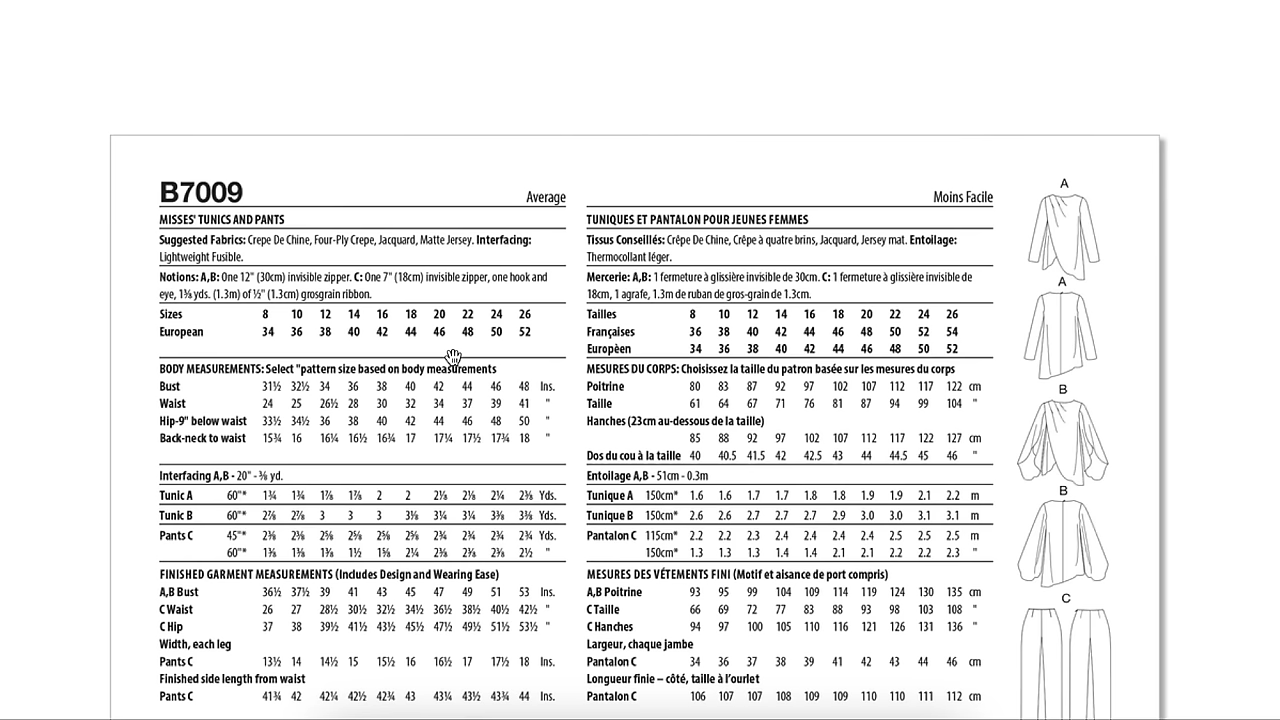 B7009 Average
MISSES' TUNICS AND PANTS
Suggested Fabrics: Crepe De Chine, Four-Ply Crepe, Jacquard, Matte Jersey. Interfacing:
Lightweight Fusible.
Notions: A,B: One 12" (30cm) invisible zipper. C: One 7" (18cm) invisible zipper, one hook and
eye, 1⅜ yds. (1.3m) of ½" (1.3cm) grosgrain ribbon.
Sizes 8 10 12 14 16 18 20 22 24 26
European 34 36 38 40 42 44 46 48 50 52
BODY MEASUREMENTS: Select "pattern size based on body measurements
Bust 31½ 32½ 34 36 38 40 42 44 46 48 Ins.
Waist 24 25 26½ 28 30 32 34 37 39 41 "
Hip-9" below waist 33½ 34½ 36 38 40 42 44 46 48 50 "
Back-neck to waist 15¾ 16 16¼ 16½ 16¾ 17 17¼ 17½ 17¾ 18 "
Interfacing A,B - 20" - ⅜ yd.
Tunic A 60"* 1¾ 1¾ 1⅞ 1⅞ 2 2 2⅛ 2⅛ 2¼ 2⅜ Yds.
Tunic B 60"* 2⅞ 2⅞ 3 3 3 3⅛ 3¼ 3¼ 3⅜ 3⅜ Yds.
Pants C 45"* 2⅜ 2⅜ 2⅝ 2⅝ 2⅝ 2⅝ 2¾ 2¾ 2¾ 2¾ Yds.
60"* 1⅜ 1⅜ 1⅜ 1½ 1⅝ 2¼ 2⅜ 2⅜ 2⅜ 2½ "
FINISHED GARMENT MEASUREMENTS (Includes Design and Wearing Ease)
A,B Bust 36½ 37½ 39 41 43 45 47 49 51 53 Ins.
C Waist 26 27 28½ 30½ 32½ 34½ 36½ 38½ 40½ 42½ "
C Hip 37 38 39½ 41½ 43½ 45½ 47½ 49½ 51½ 53½ "
Width, each leg
Pants C 13½ 14 14½ 15 15½ 16 16½ 17 17½ 18 Ins.
Finished side length from waist
Pants C 41¾ 42 42¼ 42½ 42¾ 43 43¼ 43½ 43¾ 44 Ins.
Moins Facile
TUNIQUES ET PANTALON POUR JEUNES FEMMES
Tissus Conseilléś: Crêpe De Chine, Crêpe à quatre brins, Jacquard, Jersey mat. Entoilage:
Thermocollant léger.
Mercerie: A,B: 1 fermeture à glissière invisible de 30cm. C: 1 fermeture à glissière invisible de
18cm, 1 agrafe, 1.3m de ruban de gros-grain de 1.3cm.
Tailles 8 10 12 14 16 18 20 22 24 26
Françaises 36 38 40 42 44 46 48 50 52 54
Europèen 34 36 38 40 42 44 46 48 50 52
MESURES DU CORPS: Choisissez la taille du patron basée sur les mesures du corps
Poitrine 80 83 87 92 97 102 107 112 117 122 cm
Taille 61 64 67 71 76 81 87 94 99 104 "
Hanches (23cm au-dessous de la taille)
85 88 92 97 102 107 112 117 122 127 cm
Dos du cou à la taille 40 40.5 41.5 42 42.5 43 44 44.5 45 46 "
Entoilage A,B - 51cm - 0.3m
Tunique A 150cm* 1.6 1.6 1.7 1.7 1.8 1.8 1.9 1.9 2.1 2.2 m
Tunique B 150cm* 2.6 2.6 2.7 2.7 2.7 2.9 3.0 3.0 3.1 3.1 m
Pantalon C 115cm* 2.2 2.2 2.3 2.4 2.4 2.4 2.4 2.5 2.5 2.5 m
150cm* 1.3 1.3 1.3 1.4 1.4 2.1 2.1 2.2 2.2 2.3 "
MESURES DES VÉTEMENTS FINI (Motif et alsance de port compris)
A,B Poitrine 93 95 99 104 109 114 119 124 130 135 cm
C Taille 66 69 72 77 83 88 93 98 103 108 "
C Hanches 94 97 100 105 110 116 121 126 131 136 "
Largeur, chaque jambe
Pantalon C 34 36 37 38 39 41 42 43 44 46 cm
Longueur finie – côté, taille à l'ourlet
Pantalon C 106 107 107 108 109 109 110 110 111 112 cm
A
A
B
B
C